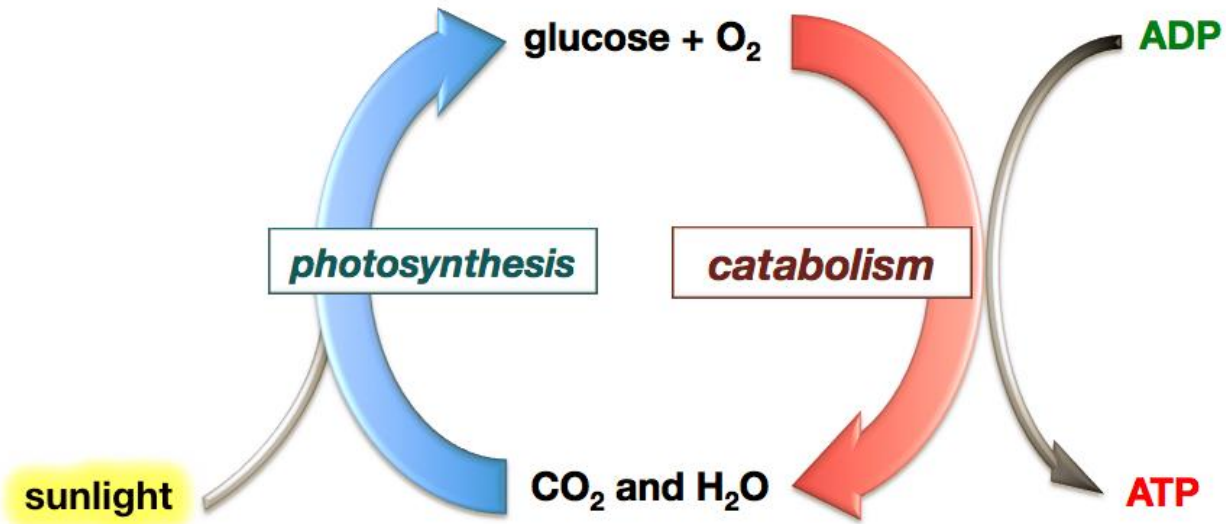 glucose + O₂
ADP
photosynthesis
catabolism
sunlight
CO₂ and H₂O
ATP